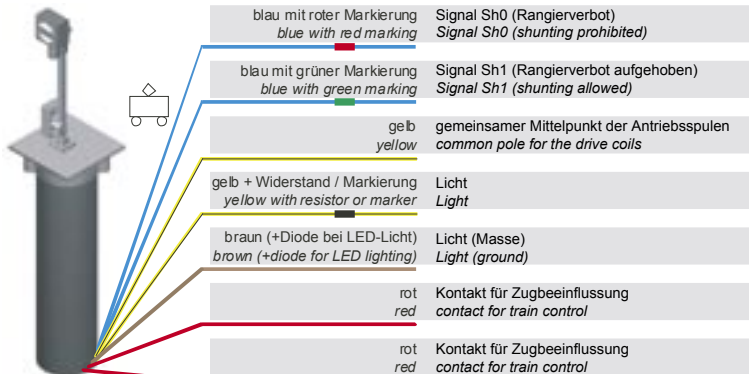 blau mit roter Markierung Signal Sh0 (Rangierverbot)
blue with red marking Signal Sh0 (shunting prohibited)
blau mit grüner Markierung Signal Sh1 (Rangierverbot aufgehoben)
blue with green marking Signal Sh1 (shunting allowed)
gelb gemeinsamer Mittelpunkt der Antriebsspulen
yellow common pole for the drive coils
gelb + Widerstand / Markierung Licht
yellow with resistor or marker Light
braun (+Diode bei LED-Licht) Licht (Masse)
brown (+diode for LED lighting) Light (ground)
rot Kontakt für Zugbeeinflussung
red contact for train control
rot Kontakt für Zugbeeinflussung
red contact for train control